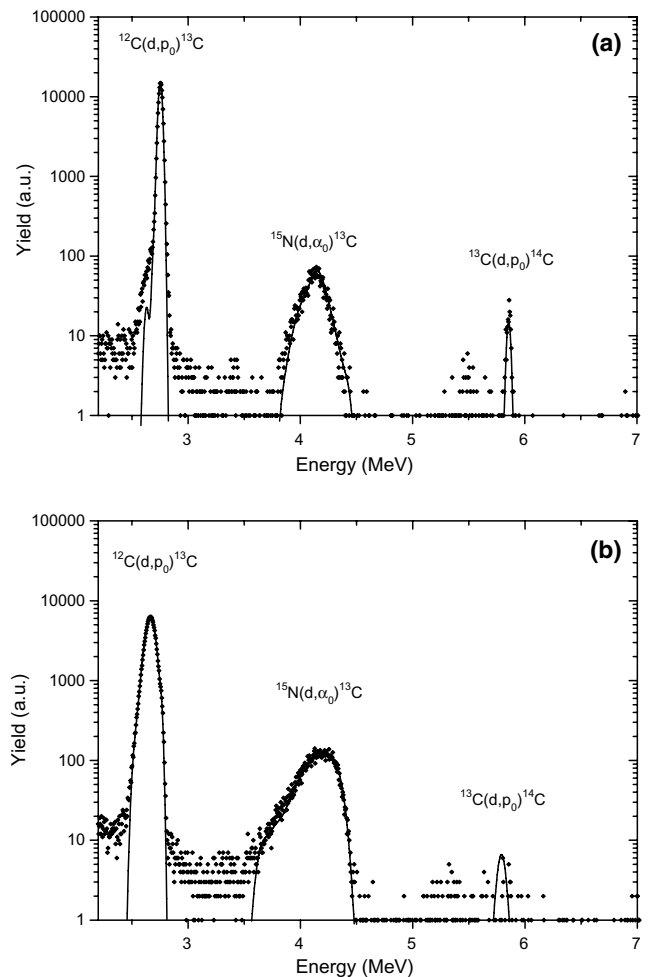 (a)
¹²C(d,p₀)¹³C
¹⁵N(d,α₀)¹³C
¹³C(d,p₀)¹⁴C
Yield (a.u.)
100000
10000
1000
100
10
1
3 4 5 6 7
Energy (MeV)
(b)
¹²C(d,p₀)¹³C
¹⁵N(d,α₀)¹³C
¹³C(d,p₀)¹⁴C
Yield (a.u.)
100000
10000
1000
100
10
1
3 4 5 6 7
Energy (MeV)